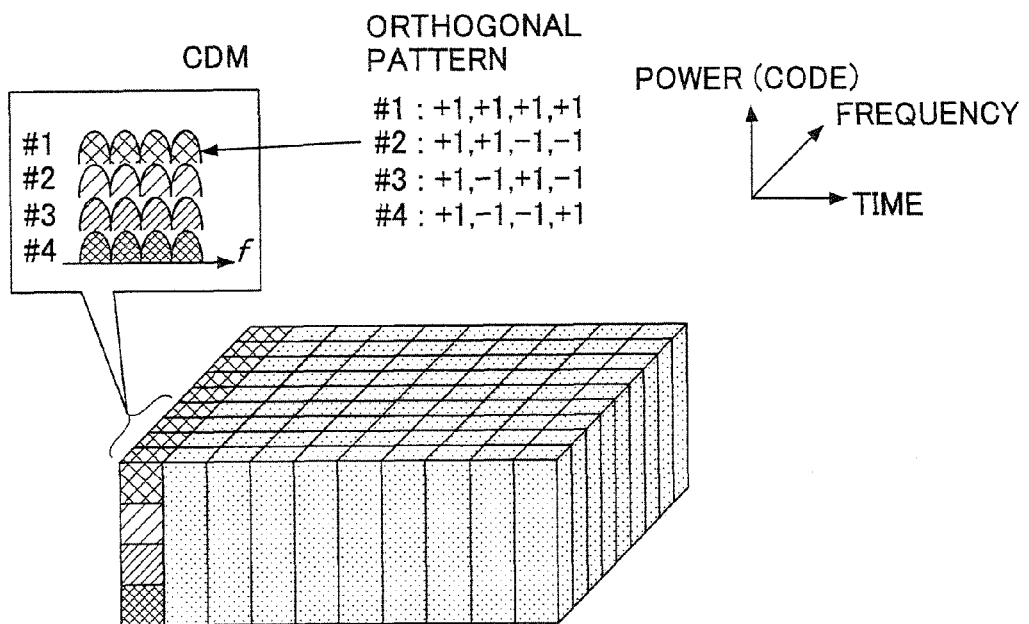 CDM
ORTHOGONAL
PATTERN
#1 : +1,+1,+1,+1
#2 : +1,+1,-1,-1
#3 : +1,-1,+1,-1
#4 : +1,-1,-1,+1
#1
#2
#3
#4
f
POWER (CODE)
FREQUENCY
TIME